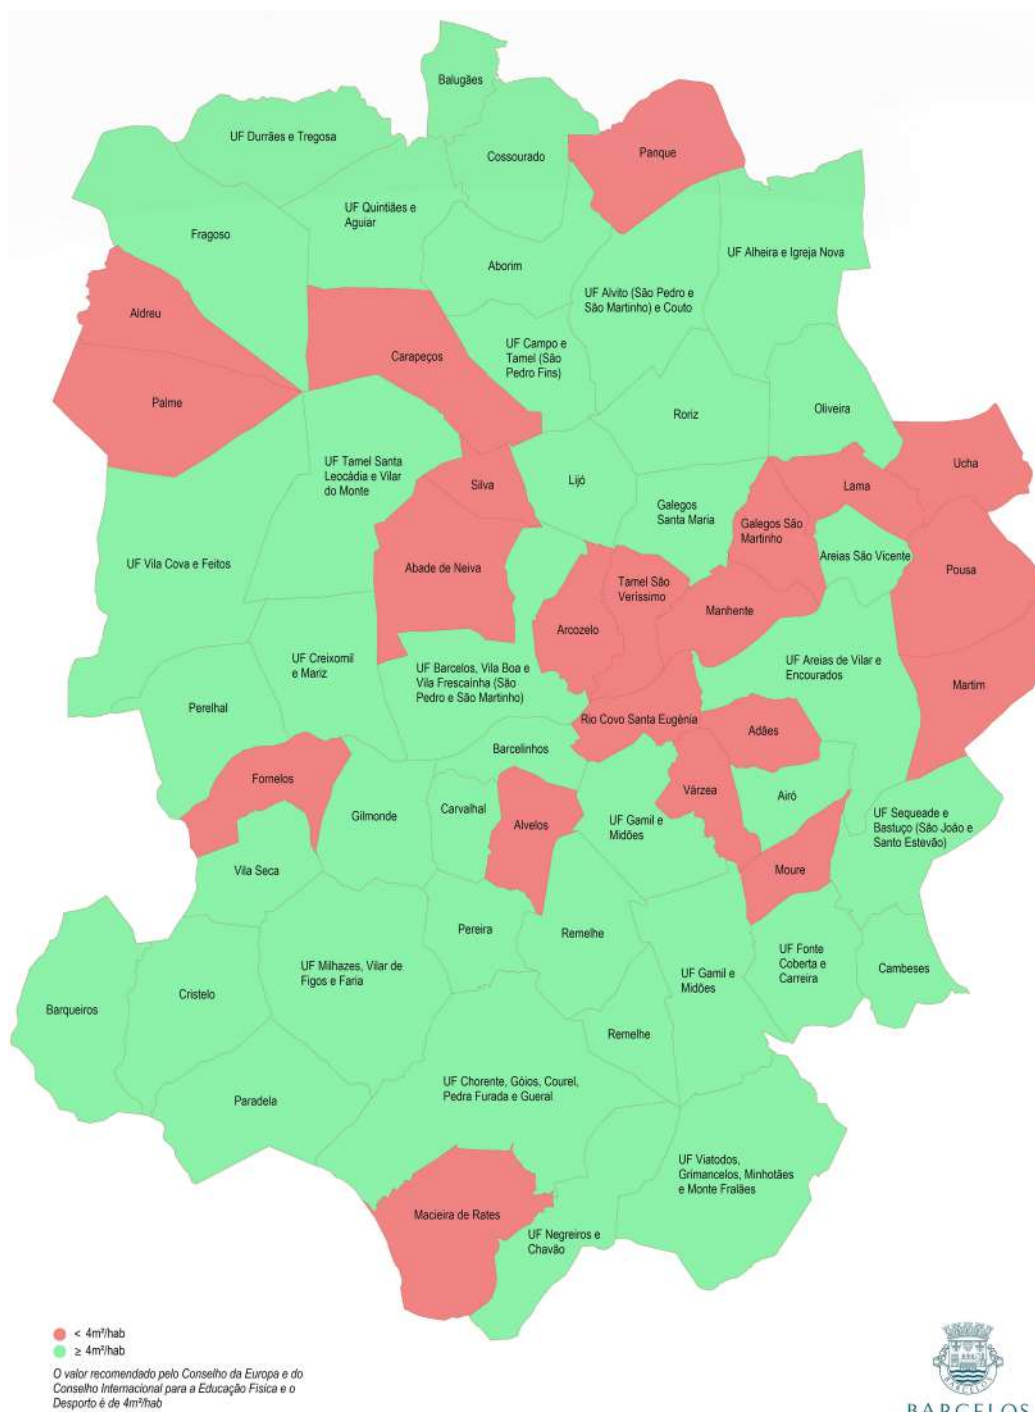 Balugães
UF Durrães e Tregosa
Cossourado
Panque
UF Quintiães e
Aguiar
Fragoso
UF Alheira e Igreja Nova
Aborim
UF Alvito (São Pedro e
São Martinho) e Couto
Aldreu
UF Campo e
Tamel (São
Pedro Fins)
Carapeços
Palme
Roriz
Oliveira
UF Tamel Santa
Leocádia e Vilar
do Monte
Ucha
Silva
Lijó
Lama
Galegos
Santa Maria
Galegos São
Martinho
Areias São Vicente
UF Vila Cova e Feitos
Abade de Neiva
Pousa
Tamel São
Veríssimo
Manhente
Arcozelo
UF Creixomil
e Mariz
UF Barcelos, Vila Boa e
Vila Frescaínha (São
Pedro e São Martinho)
UF Areias de Vilar e
Encourados
Martim
Perelhal
Rio Covo Santa Eugénia
Adães
Barcelinhos
Fornelos
Várzea
Airó
Carvalhal
Gilmonde
Alvelos
UF Gamil e
Midões
UF Sequeade e
Bastuço (São João e
Santo Estevão)
Vila Seca
Moure
Pereira
Remelhe
UF Milhazes, Vilar de
Figos e Faria
UF Gamil e
Midões
UF Fonte
Coberta e
Carreira
Cambeses
Cristelo
Barqueiros
Remelhe
UF Chorente, Góios, Courel,
Pedra Furada e Gueral
Paradela
UF Viatodos,
Grimancelos, Minhotães
e Monte Fralães
Macieira de Rates
UF Negreiros e
Chavão
< 4m²/hab
≥ 4m²/hab
O valor recomendado pelo Conselho da Europa e do
Conselho Internacional para a Educação Física e o
Desporto é de 4m²/hab
BARCELOS
BARCELOS